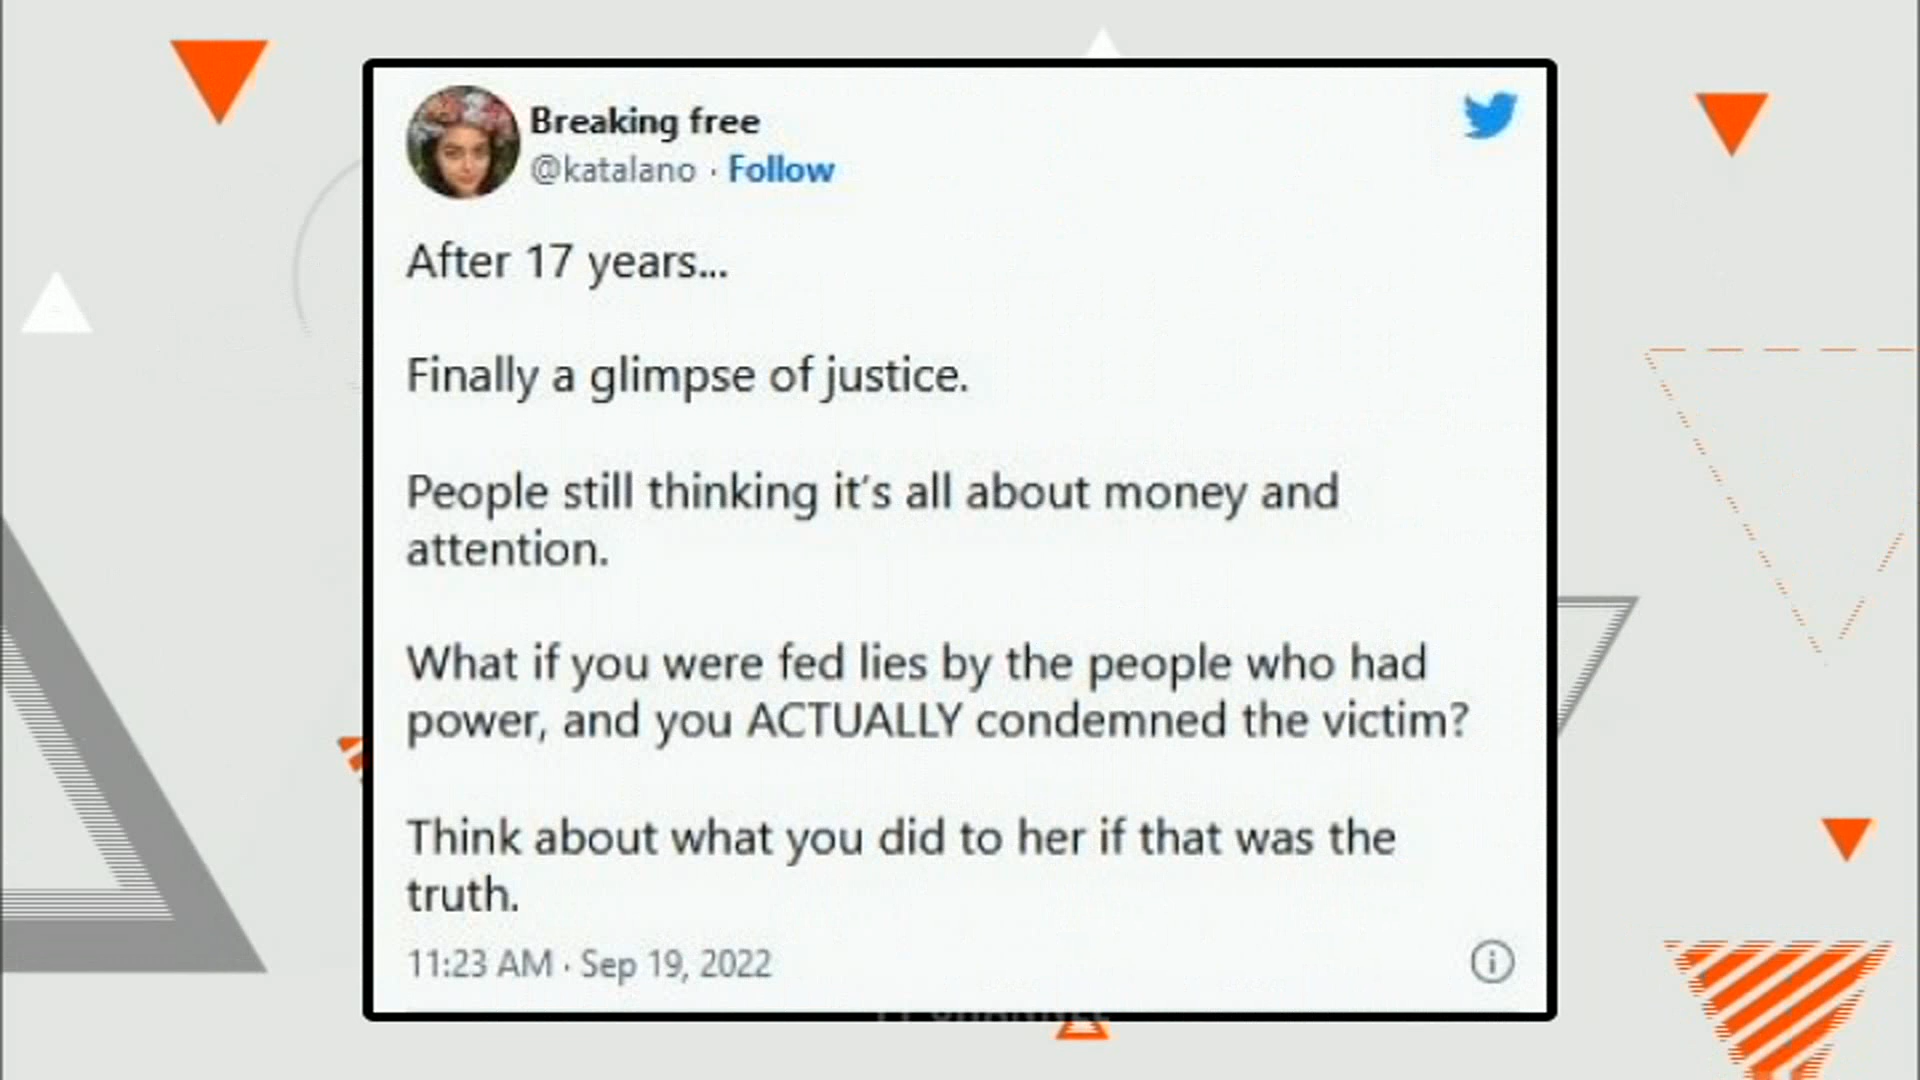 Breaking free
@katalano · Follow
After 17 years...
Finally a glimpse of justice.
People still thinking it's all about money and
attention.
What if you were fed lies by the people who had
power, and you ACTUALLY condemned the victim?
Think about what you did to her if that was the
truth.
11:23 AM · Sep 19, 2022
CHANNEL